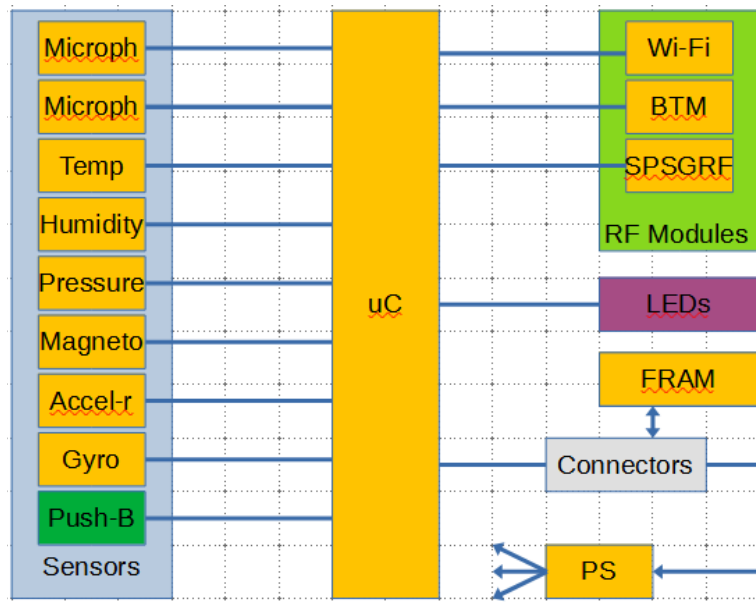 Microph
Microph
Temp
Humidity
Pressure
Magneto
Accel-r
Gyro
Push-B
Sensors
uC
Wi-Fi
BTM
SPSGRF
RF Modules
LEDs
FRAM
Connectors
PS